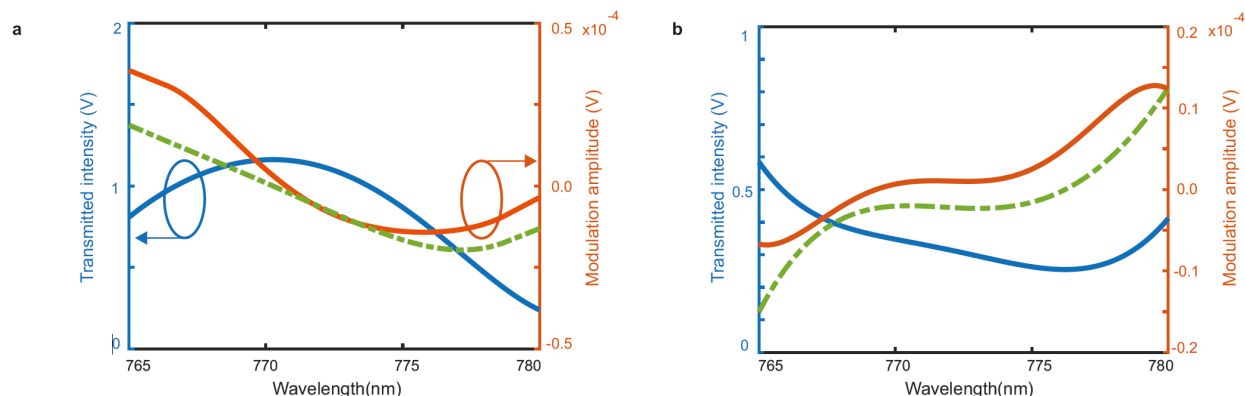 a
2
1
0
Transmitted intensity (V)
765
770
775
780
Wavelength(nm)
0.5
x10⁻⁴
0.0
-0.5
Modulation amplitude (V)
b
1
0.5
0
Transmitted intensity (V)
765
770
775
780
Wavelength(nm)
0.2
x10⁻⁴
0.1
0.0
-0.1
-0.2
Modulation amplitude (V)